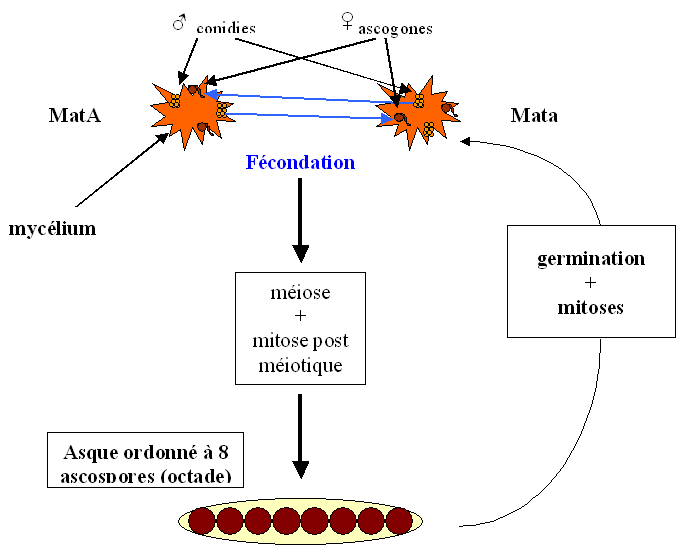 ♂ conidies
♀ ascogones
MatA
Mata
Fécondation
mycélium
germination
+
mitoses
méiose
+
mitose post
méiotique
Asque ordonné à 8
ascospores (octade)